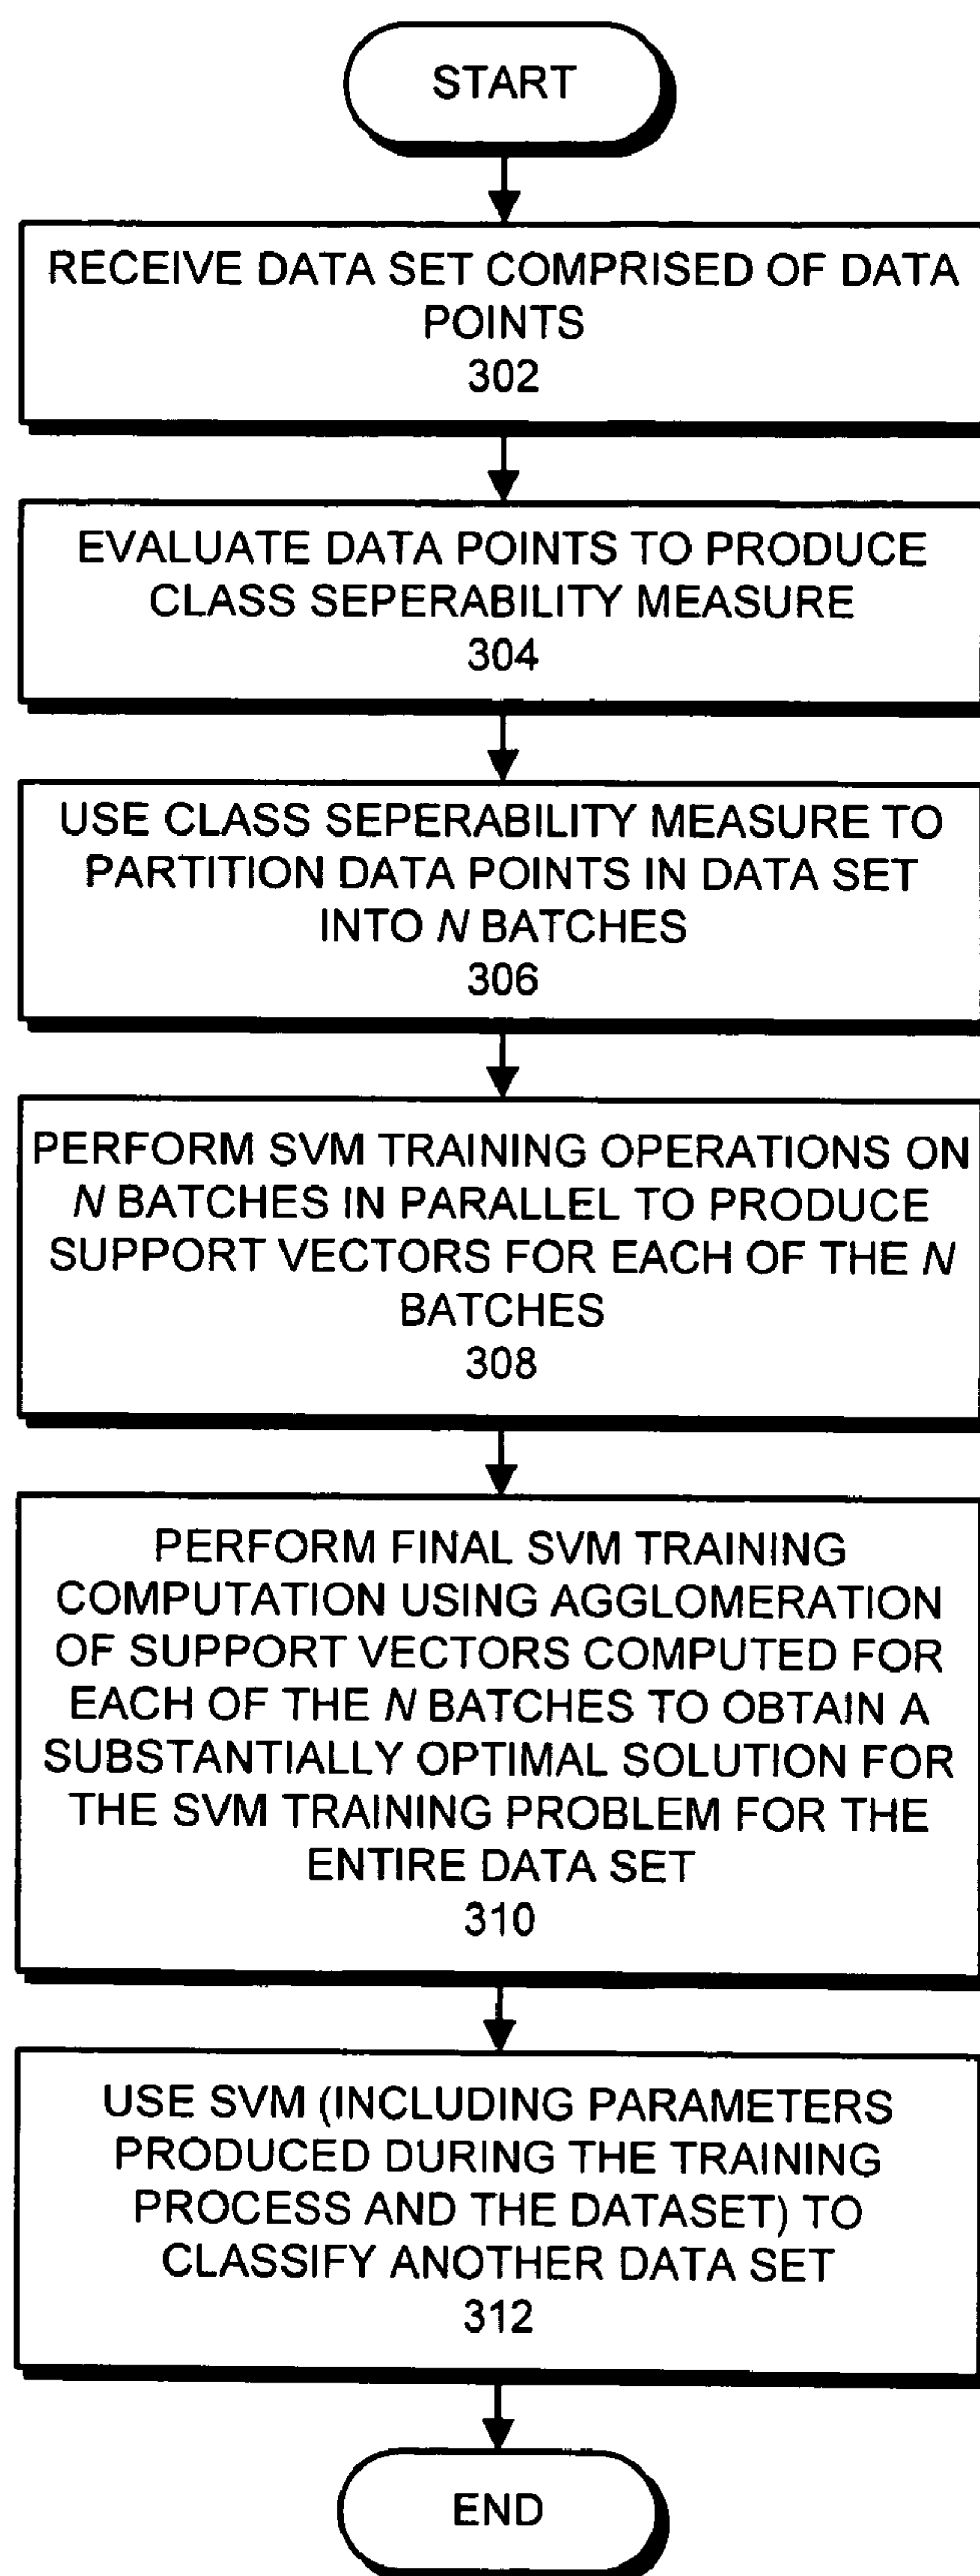 START
RECEIVE DATA SET COMPRISED OF DATA
POINTS
302
EVALUATE DATA POINTS TO PRODUCE
CLASS SEPERABILITY MEASURE
304
USE CLASS SEPERABILITY MEASURE TO
PARTITION DATA POINTS IN DATA SET
INTO N BATCHES
306
PERFORM SVM TRAINING OPERATIONS ON
N BATCHES IN PARALLEL TO PRODUCE
SUPPORT VECTORS FOR EACH OF THE N
BATCHES
308
PERFORM FINAL SVM TRAINING
COMPUTATION USING AGGLOMERATION
OF SUPPORT VECTORS COMPUTED FOR
EACH OF THE N BATCHES TO OBTAIN A
SUBSTANTIALLY OPTIMAL SOLUTION FOR
THE SVM TRAINING PROBLEM FOR THE
ENTIRE DATA SET
310
USE SVM (INCLUDING PARAMETERS
PRODUCED DURING THE TRAINING
PROCESS AND THE DATASET) TO
CLASSIFY ANOTHER DATA SET
312
END